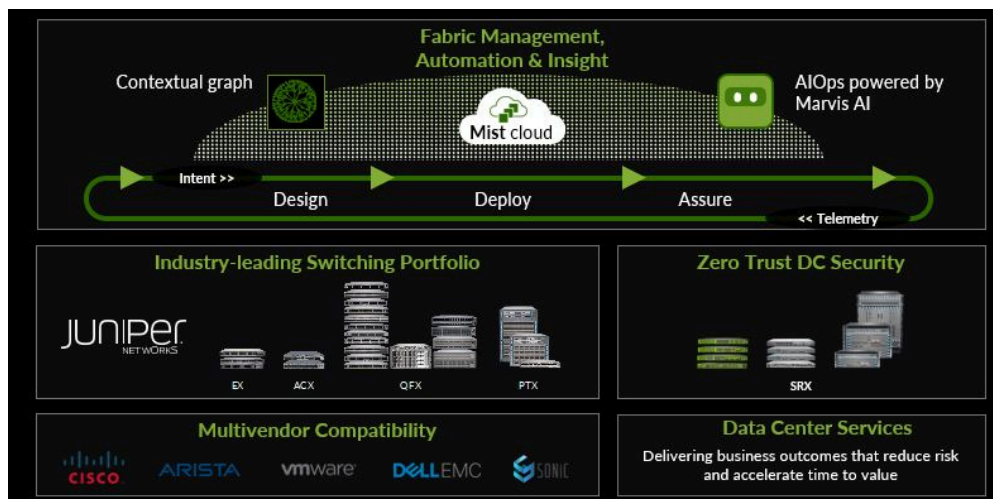 Fabric Management,
Automation & Insight
Contextual graph
Mist cloud
AIOps powered by
Marvis AI
Intent >>
Design
Deploy
Assure
<< Telemetry
Industry-leading Switching Portfolio
JUNIPER
NETWORKS
EX
ACX
QFX
PTX
Zero Trust DC Security
SRX
Multivendor Compatibility
CISCO
ARISTA
vmware
DELLEMC
SONiC
Data Center Services
Delivering business outcomes that reduce risk
and accelerate time to value